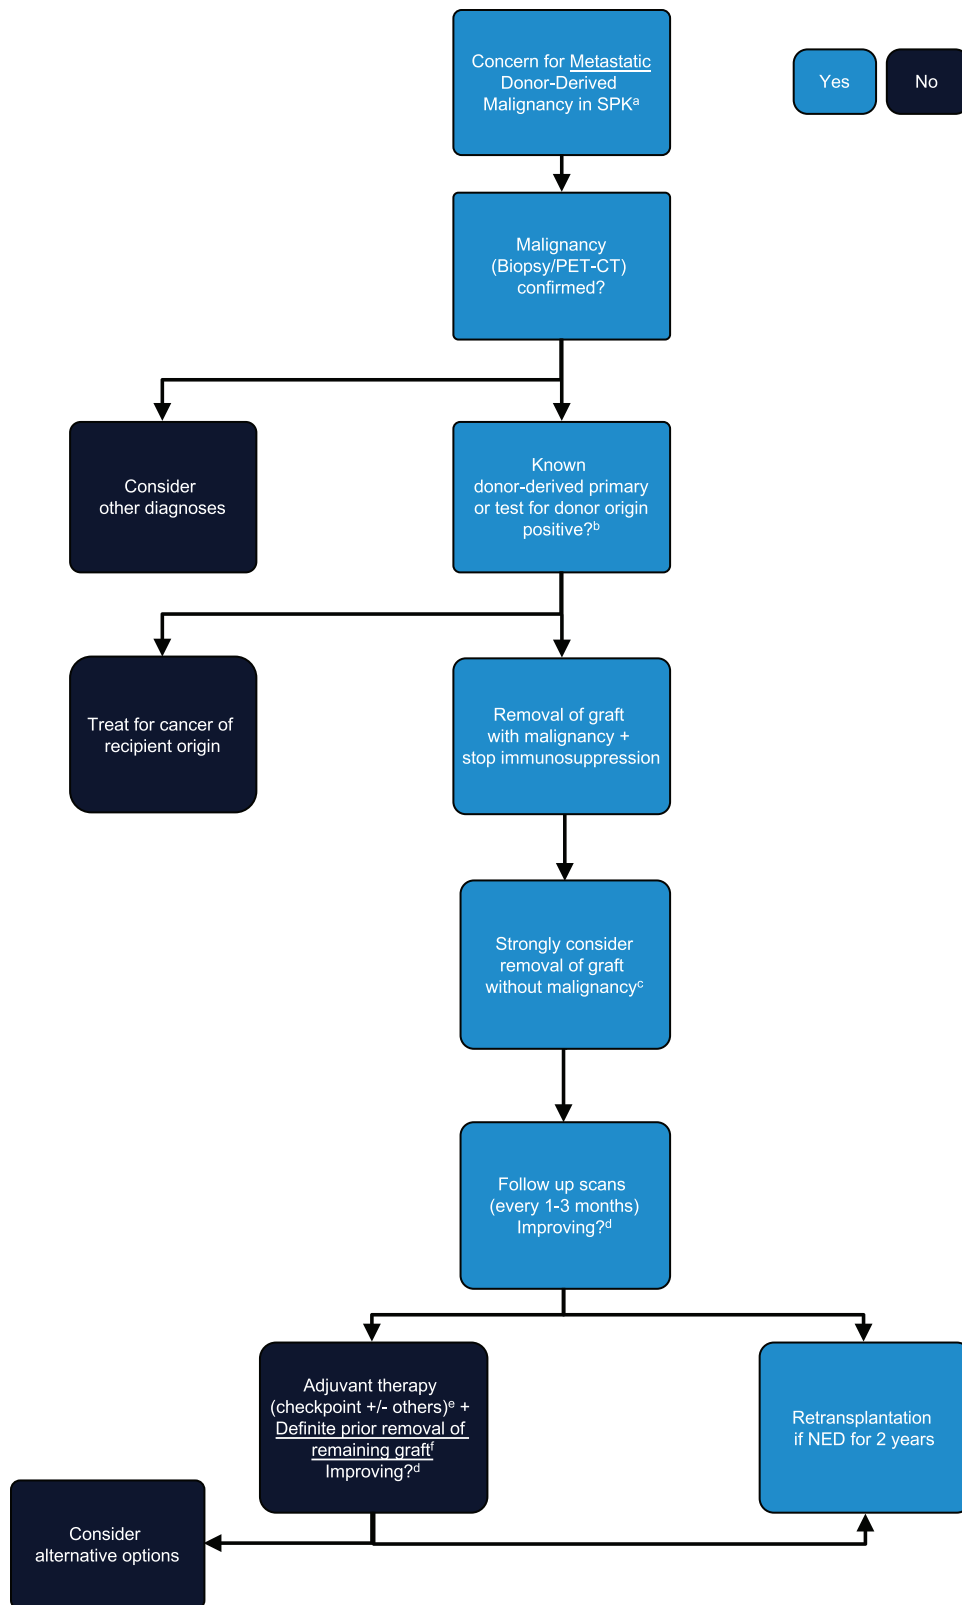 Concern for Metastatic
Donor-Derived
Malignancy in SPKa
Yes
No
Malignancy
(Biopsy/PET-CT)
confirmed?
Consider
other diagnoses
Known
donor-derived primary
or test for donor origin
positive?b
Treat for cancer of
recipient origin
Removal of graft
with malignancy +
stop immunosuppression
Strongly consider
removal of graft
without malignancyc
Follow up scans
(every 1-3 months)
Improving?d
Adjuvant therapy
(checkpoint +/- others)e +
Definite prior removal of
remaining graftf
Improving?d
Retransplantation
if NED for 2 years
Consider
alternative options